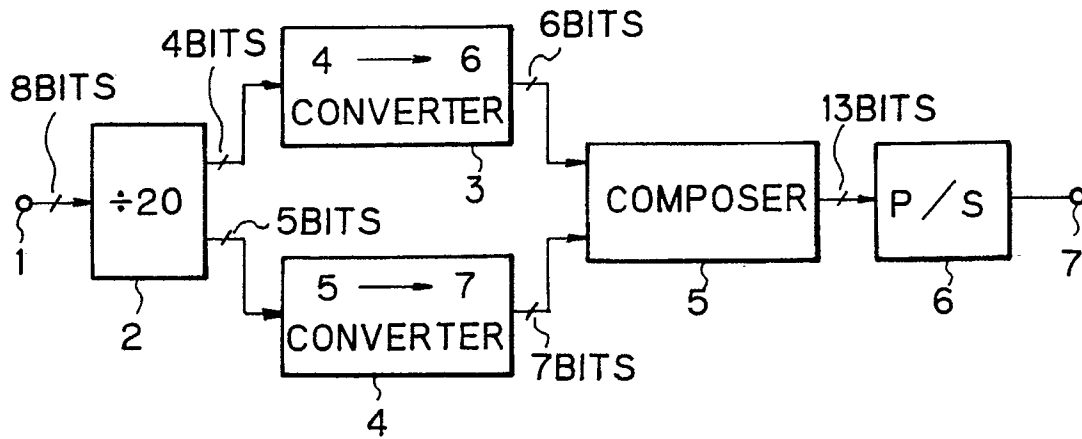 8BITS
1
÷20
2
4BITS
4 → 6
CONVERTER
3
6BITS
5BITS
5 → 7
CONVERTER
4
7BITS
COMPOSER
5
13BITS
P/S
6
7